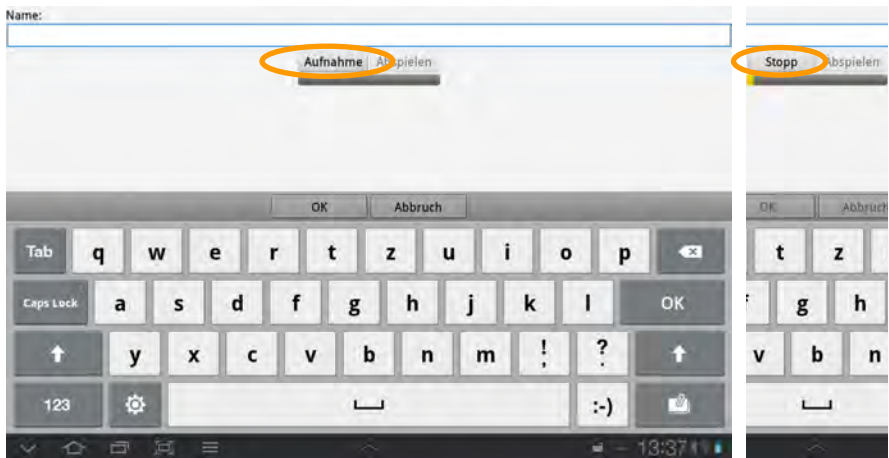 Name:
Aufnahme Abspielen
OK Abbruch
Tab q w e r t z u i o p
Caps Lock a s d f g h j k l OK
y x c v b n m ! ; ? .
123 :-)
13:37
Stopp Abspielen
OK Abbruch
t z
g h
v b n